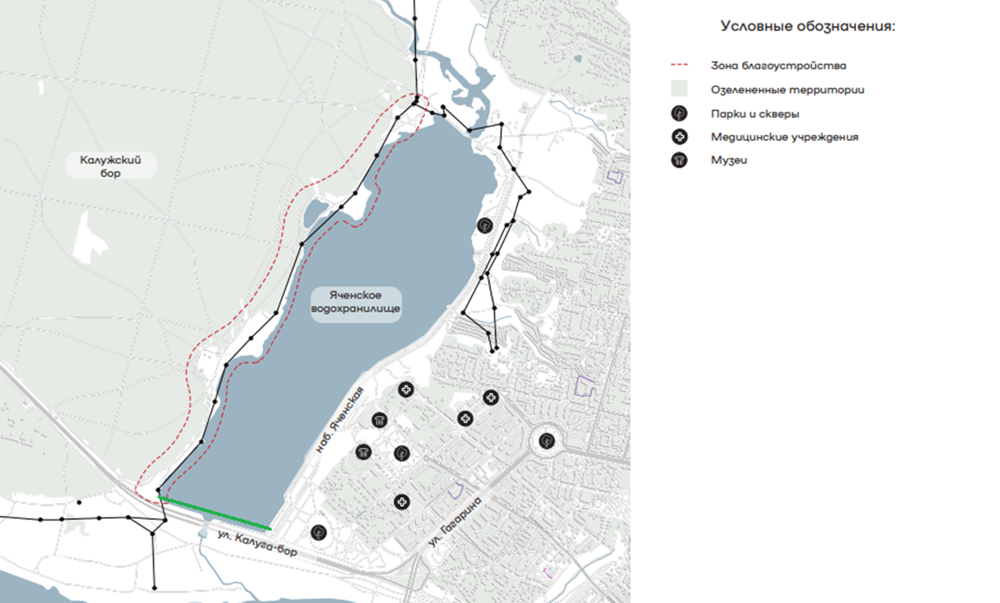 Условные обозначения:
Зона благоустройства
Озелененные территории
Парки и скверы
Медицинские учреждения
Музеи
Калужский
бор
Яченское
водохранилище
наб. Яченская
ул. Гагарина
ул. Калуга-бор